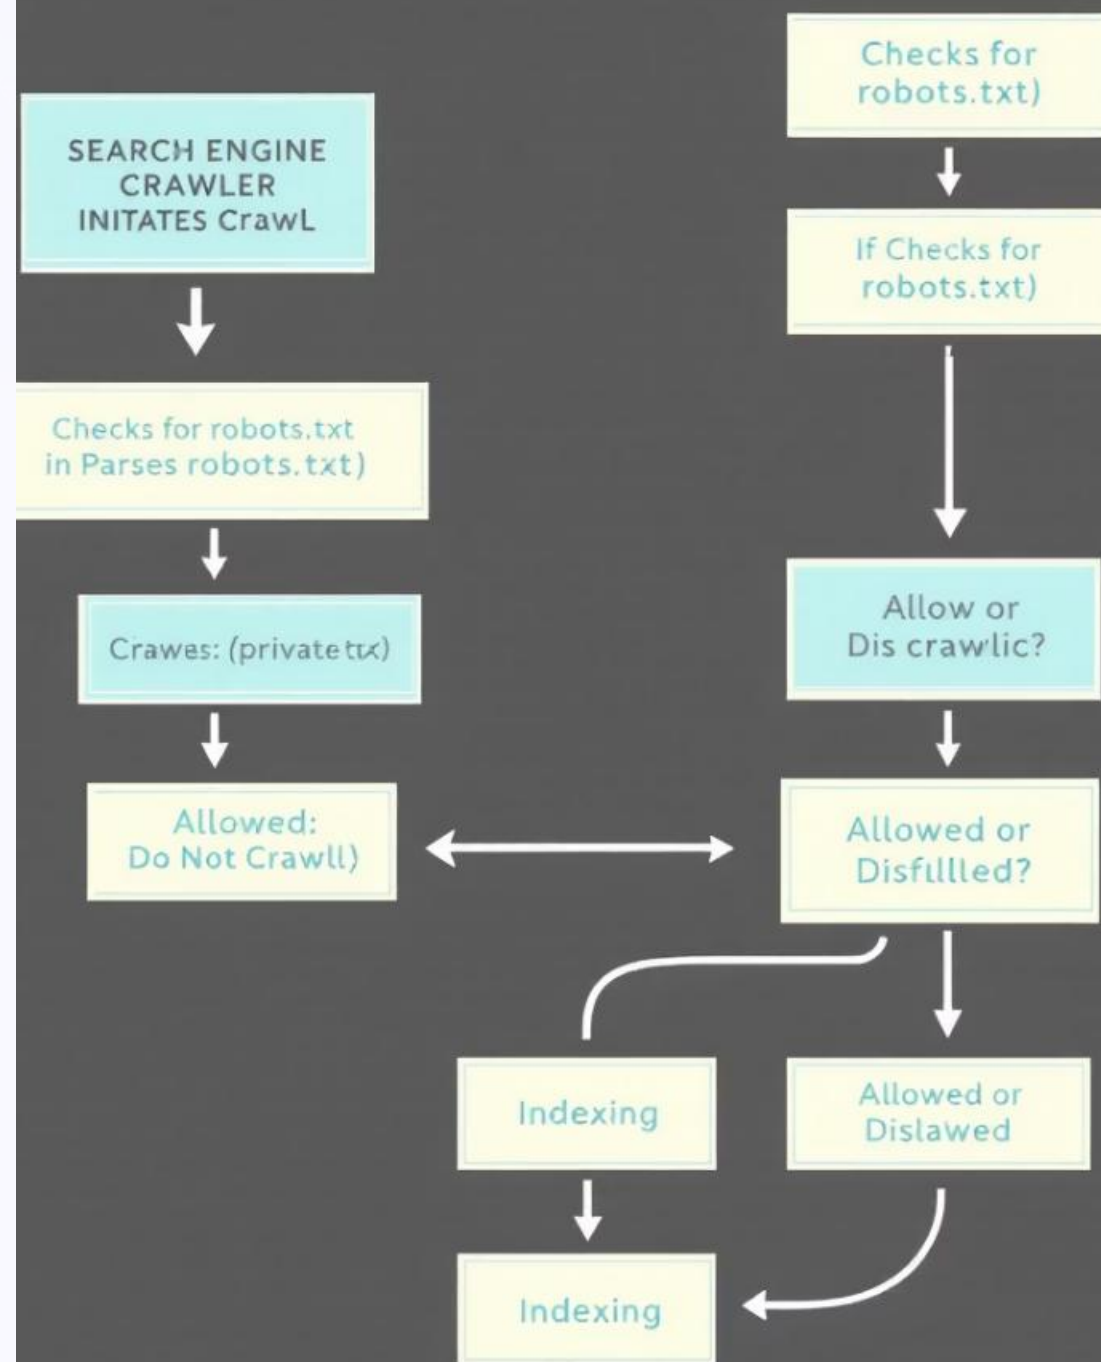 SEARCH ENGINE
CRAWLER
INITATES CrawL
Checks for robots.txt
in Parses robots.txt)
Crawes: (private
Allowed:
Do Not Crawll)
Checks for
robots.txt)
If Checks for
robots.txt)
Allow or
Dis crawlic?
Allowed or
Disfıllled?
Indexing
Allowed or
Dislawed
Indexing